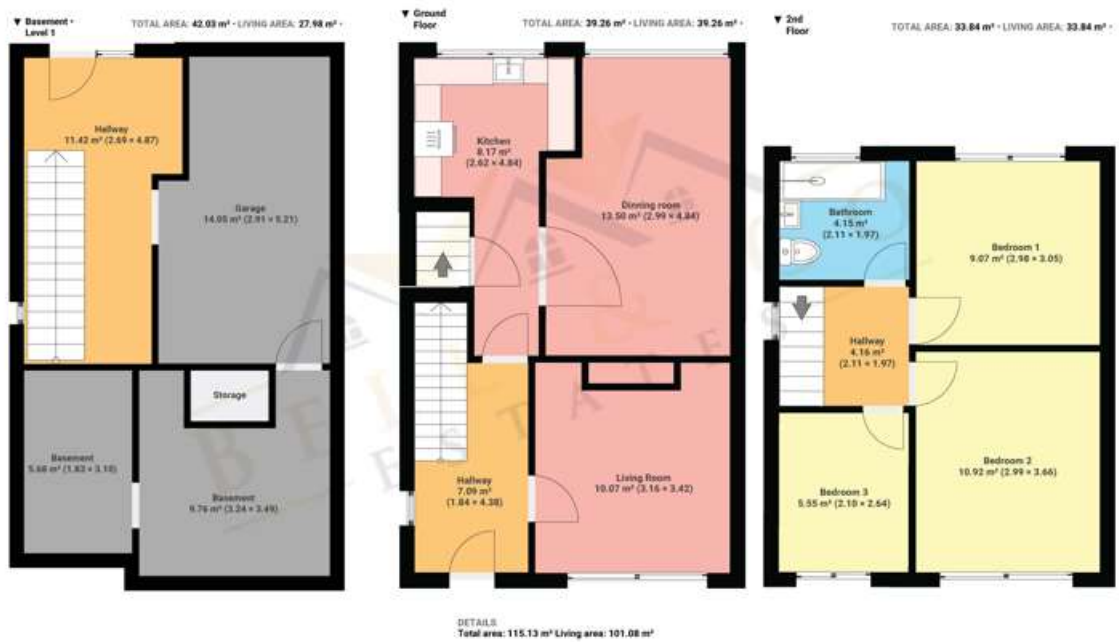 ▼ Basement -
Level 1
TOTAL AREA: 42.03 m² · LIVING AREA: 27.98 m² ·
Hallway
11.42 m² (2.69 × 4.87)
Garage
14.05 m² (2.91 × 5.21)
Storage
Basement
5.68 m² (1.83 × 3.10)
Basement
9.76 m² (3.24 × 3.49)
▼ Ground
Floor
TOTAL AREA: 39.26 m² · LIVING AREA: 39.26 m² ·
Kitchen
8.17 m²
(2.62 × 4.84)
Dinning room
13.50 m² (2.99 × 4.84)
Hallway
7.09 m²
(1.84 × 4.38)
Living Room
10.07 m² (3.16 × 3.42)
▼ 2nd
Floor
TOTAL AREA: 33.84 m² · LIVING AREA: 33.84 m² ·
Bathroom
4.15 m²
(2.11 × 1.97)
Bedroom 1
9.07 m² (2.98 × 3.05)
Hallway
4.16 m²
(2.11 × 1.97)
Bedroom 2
10.92 m² (2.99 × 3.66)
Bedroom 3
5.55 m² (2.10 × 2.64)
ESTATES
DETAILS
Total area: 115.13 m² Living area: 101.08 m²